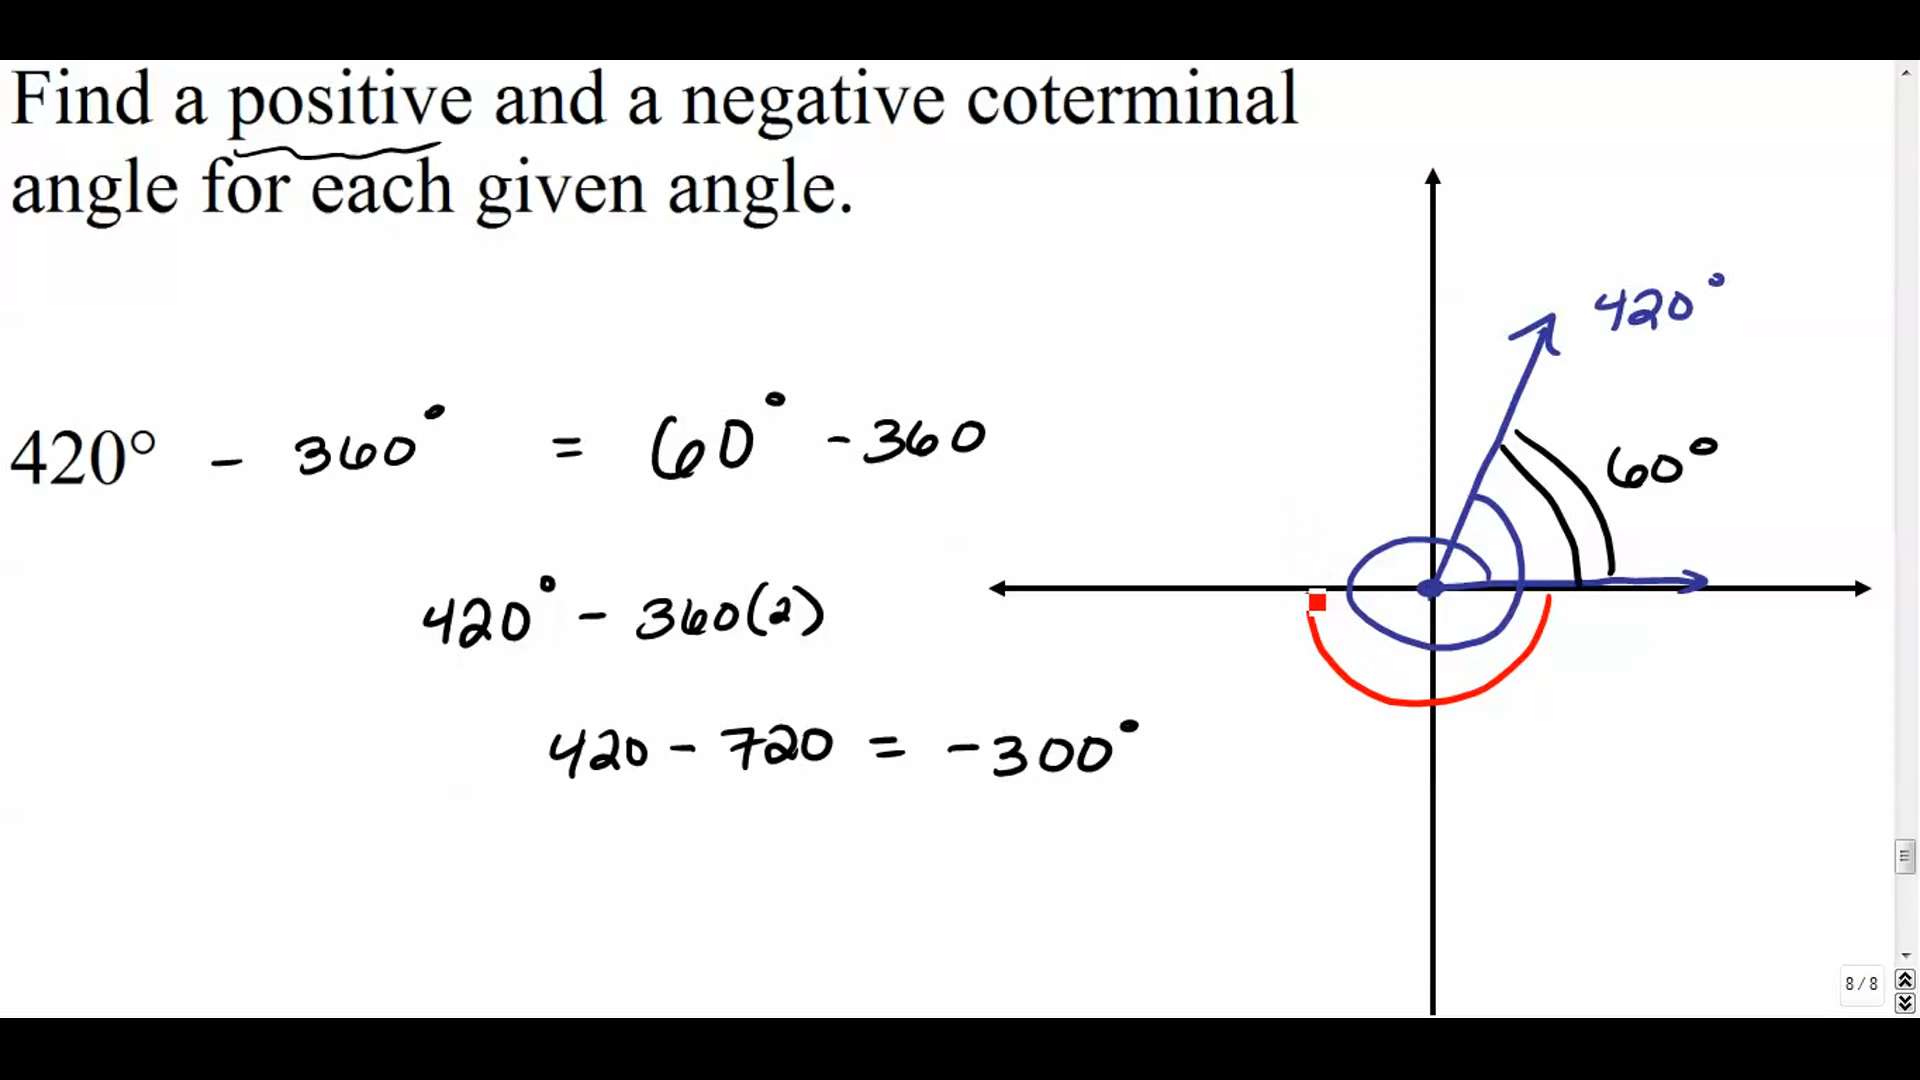 Find a positive and a negative coterminal
angle for each given angle.
420°
420° - 360° = 60° - 360
60°
420° - 360(2)
420 - 720 = -300°
8/8